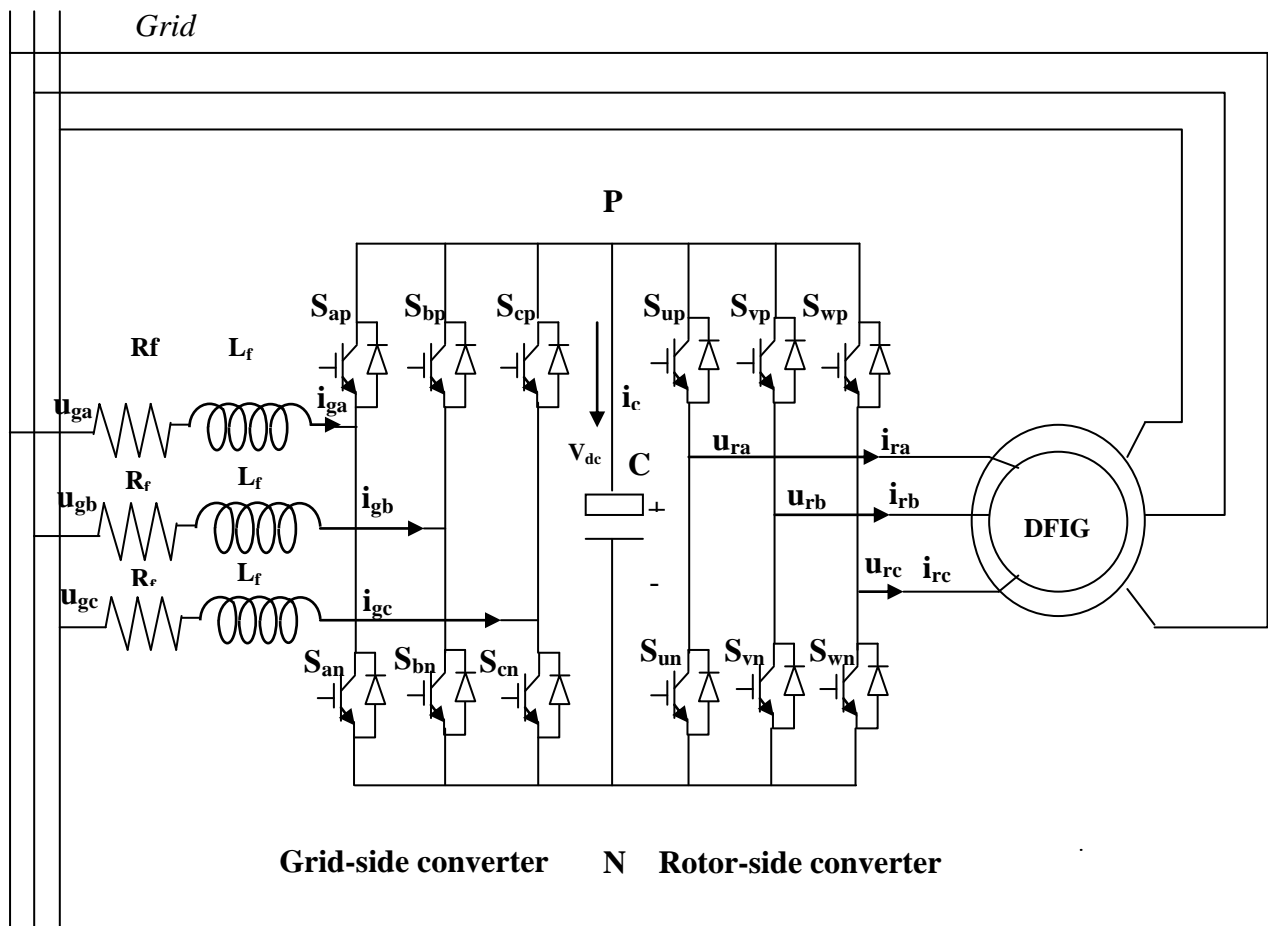 Grid
P
Sap Sbp Scp Sup Svp Swp
Rf Lf
uga iga ic
Vdc C ura ira
Rf Lf
ugb igb urb irb
+
DFIG
Rf Lf
ugc igc urc irc
-
San Sbn Scn Sun Svn Swn
Grid-side converter N Rotor-side converter